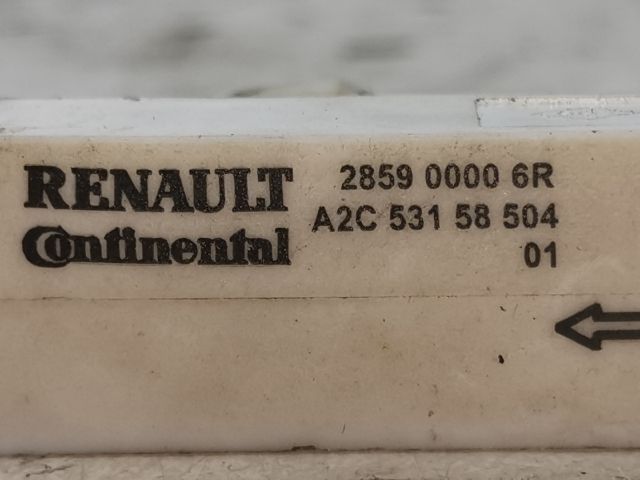 RENAULT 2859 0000 6R
Continental A2C 531 58 504
01